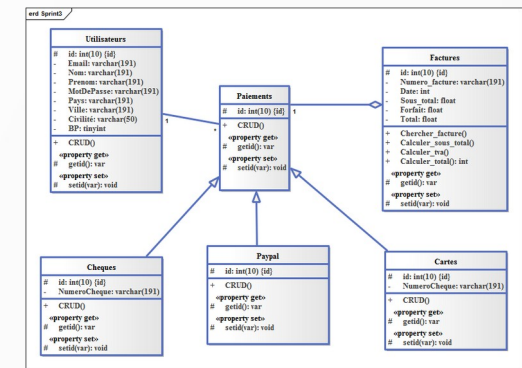 erd Sprint3
Utilisateurs
# id: int(10) {id}
- Email: varchar(191)
- Nom: varchar(191)
- Prenom: varchar(191)
- MotDePasse: varchar(191)
- Pays: varchar(191)
- Ville: varchar(191)
- Civilité: varchar(50)
- BP: tinyint
+ CRUD()
«property get»
# getid(): var
«property set»
# setid(var): void
1
*
Paiements
# id: int(10) {id}
+ CRUD()
«property get»
# getid(): var
«property set»
# setid(var): void
1
Factures
# id: int(10) {id}
- Numero_facture: varchar(191)
- Date: int
- Sous_total: float
- Forfait: float
- Total: float
+ Chercher_facture()
+ Calculer_sous_total()
+ Calculer_tva()
+ Calculer_total(): int
«property get»
# getid(): var
«property set»
# setid(var): void
Cheques
# id: int(10) {id}
- NumeroCheque: varchar(191)
+ CRUD()
«property get»
# getid(): var
«property set»
# setid(var): void
Paypal
# id: int(10) {id}
+ CRUD()
«property get»
# getid(): var
«property set»
# setid(var): void
Cartes
# id: int(10) {id}
- NumeroCheque: varchar(191)
+ CRUD()
«property get»
# getid(): var
«property set»
# setid(var): void